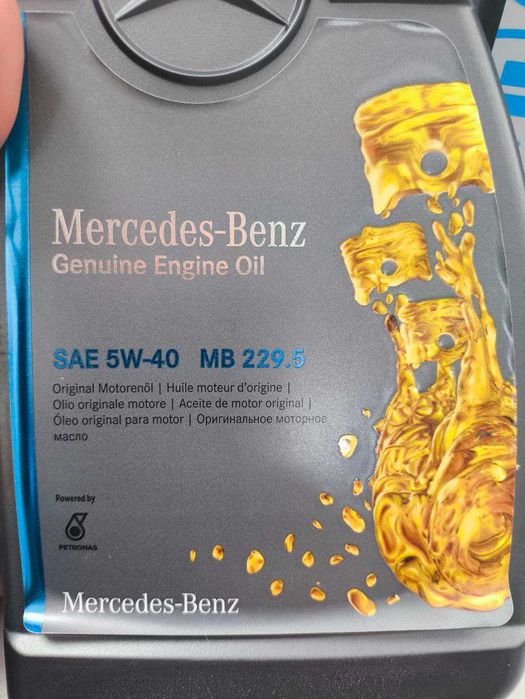 Mercedes-Benz
Genuine Engine Oil
SAE 5W-40 MB 229.5
Original Motorenöl | Huile moteur d'origine |
Olio originale motore | Aceite de motor original |
Óleo original para motor | Оригинальное моторное
масло
Powered by
PETRONAS
Mercedes-Benz